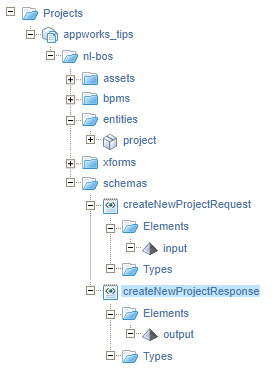 Projects
appworks_tips
nl-bos
assets
bpms
entities
project
xforms
schemas
createNewProjectRequest
Elements
input
Types
createNewProjectResponse
Elements
output
Types